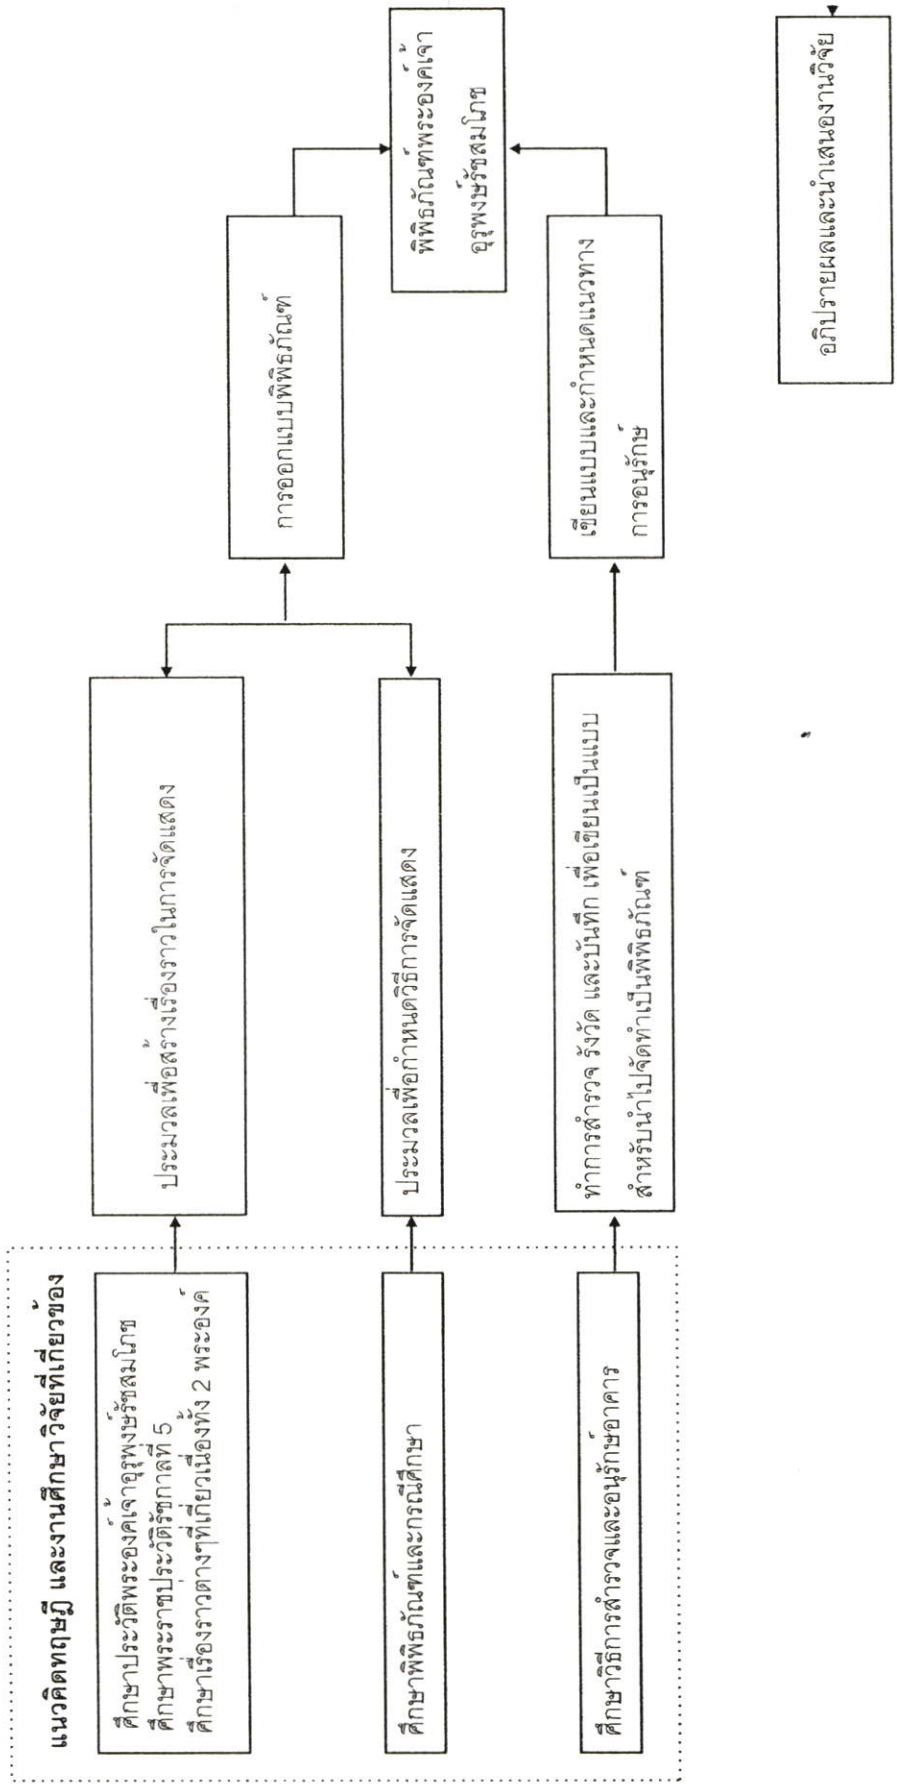 แนวคิดทฤษฎี และงานศึกษาวิจัยที่เกี่ยวข้อง
ศึกษาประวัติพระองค์เจ้าอุรุพงษ์รัชสมโภช
ศึกษาพระราชประวัติรัชกาลที่ 5
ศึกษาเรื่องราวต่างๆที่เกี่ยวเนื่องทั้ง 2 พระองค์
ศึกษาพิพิธภัณฑ์และกรณีศึกษา
ศึกษาวิธีการสำรวจและอนุรักษ์อาคาร
ประมวลเพื่อสร้างเรื่องราวในการจัดแสดง
ประมวลเพื่อกำหนดวิธีการจัดแสดง
ทำการสำรวจ รังวัด และบันทึก เพื่อเขียนเป็นแบบ
สำหรับนำไปจัดทำเป็นพิพิธภัณฑ์
การออกแบบพิพิธภัณฑ์
เขียนแบบและกำหนดแนวทาง
การอนุรักษ์
พิพิธภัณฑ์พระองค์เจ้า
อุรุพงษ์รัชสมโภช
อภิปรายผลและนำเสนองานวิจัย